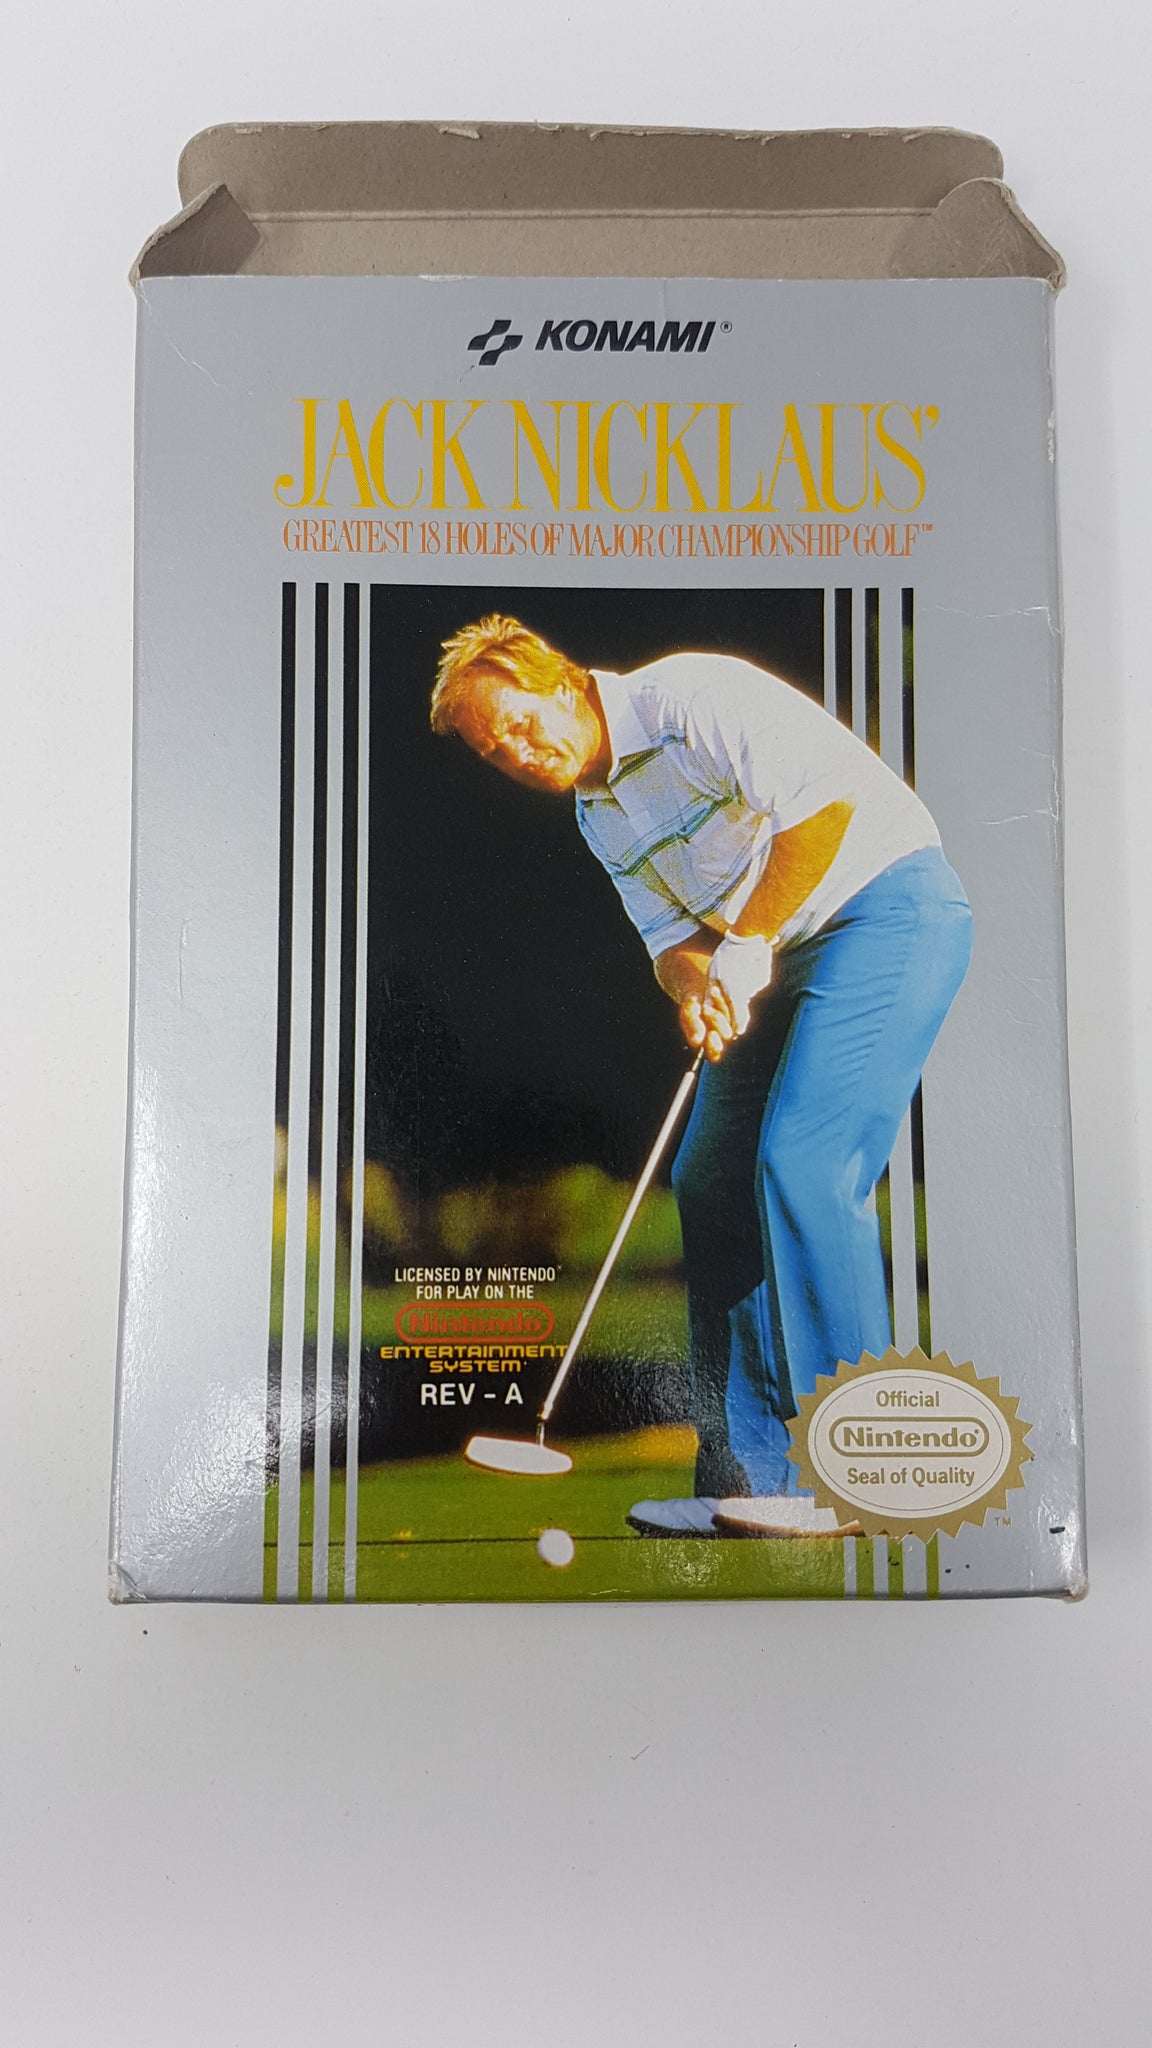 KONAMI®
JACK NICKLAUS'
GREATEST 18 HOLES OF MAJOR CHAMPIONSHIP GOLF™
LICENSED BY NINTENDO®
FOR PLAY ON THE
Nintendo
ENTERTAINMENT
SYSTEM®
REV - A
Official
Nintendo®
Seal of Quality
TM